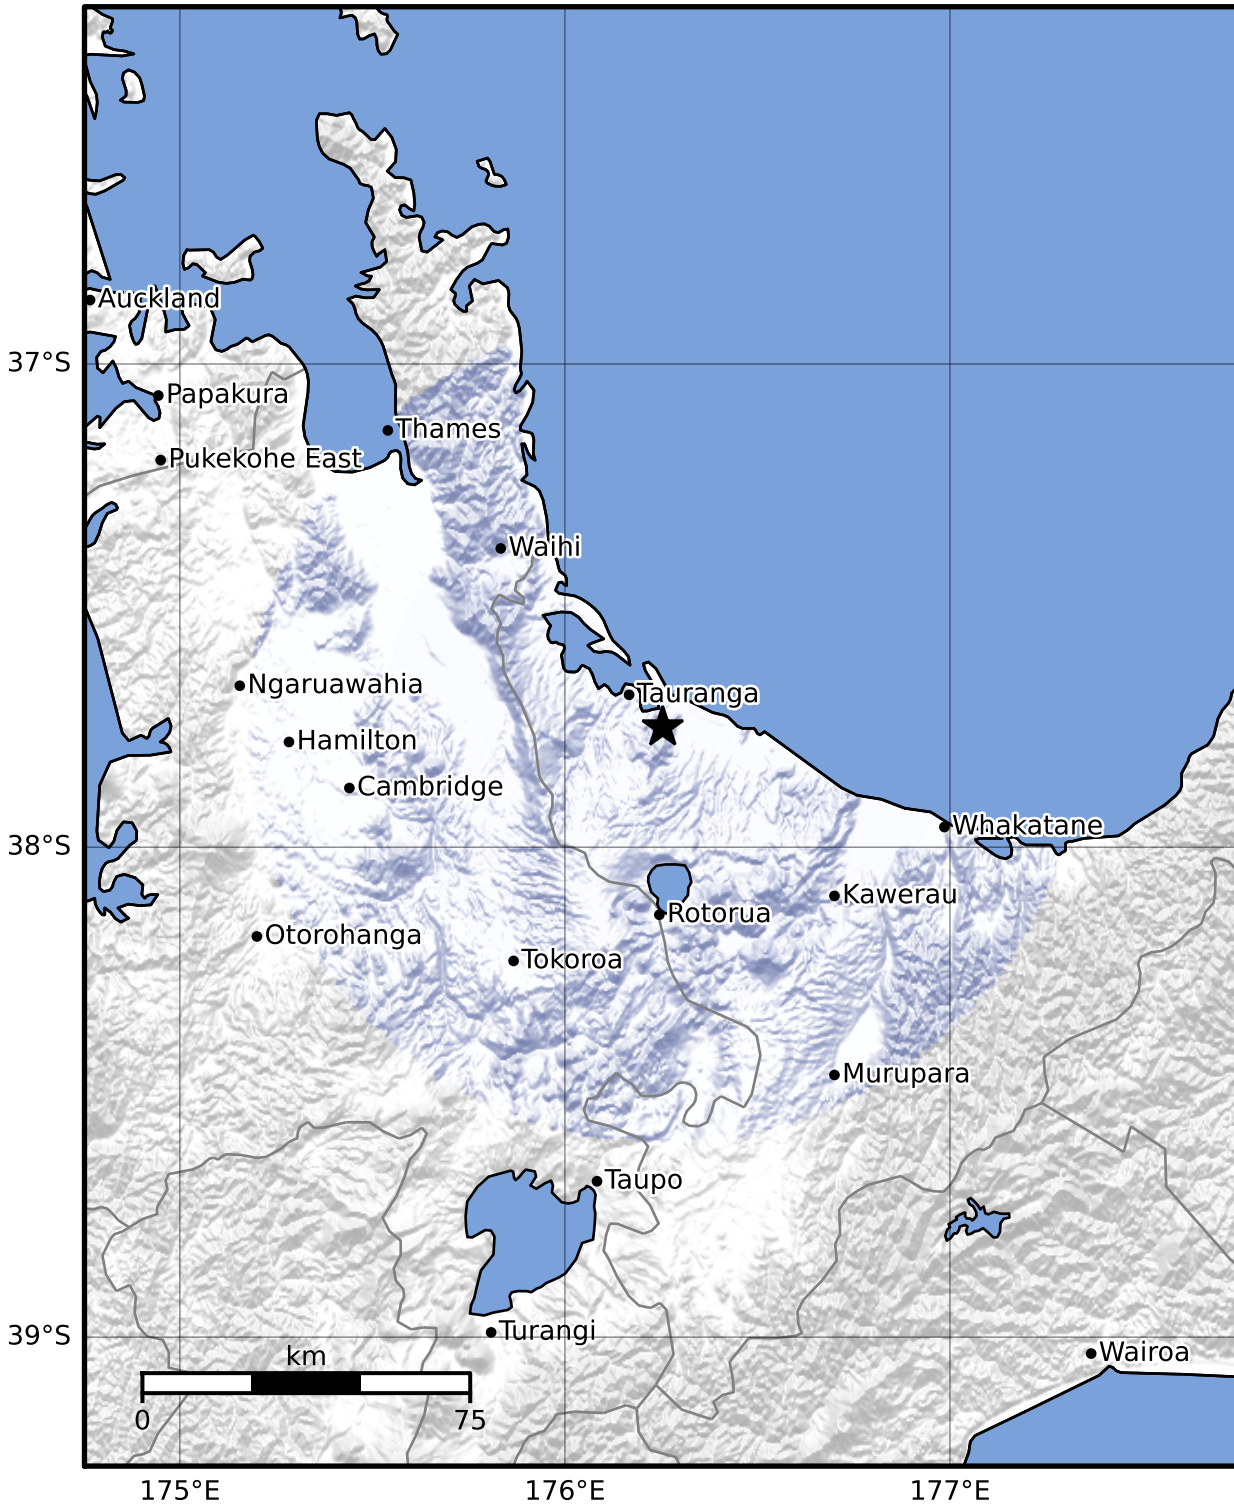 Auckland
37°S
Papakura
Thames
Pukekohe East
Waihi
Ngaruawahia
Tauranga
Hamilton
Cambridge
Whakatane
38°S
Kawerau
Rotorua
Otorohanga
Tokoroa
Murupara
Taupo
Turangi
39°S
Wairoa
km
0
75
175°E
176°E
177°E